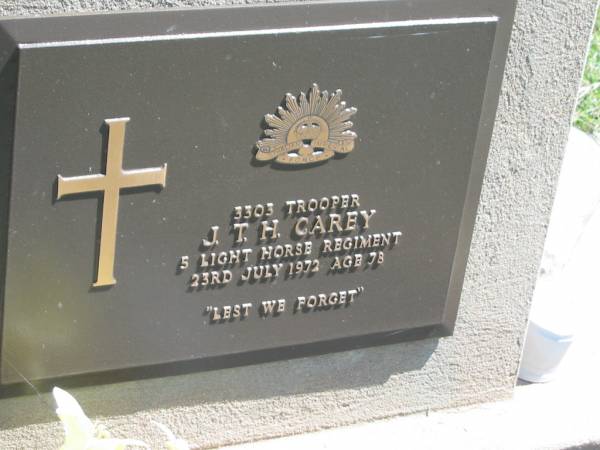 3303 TROOPER
J. T. H. CAREY
5 LIGHT HORSE REGIMENT
23RD JULY 1972 AGE 78
"LEST WE FORGET"